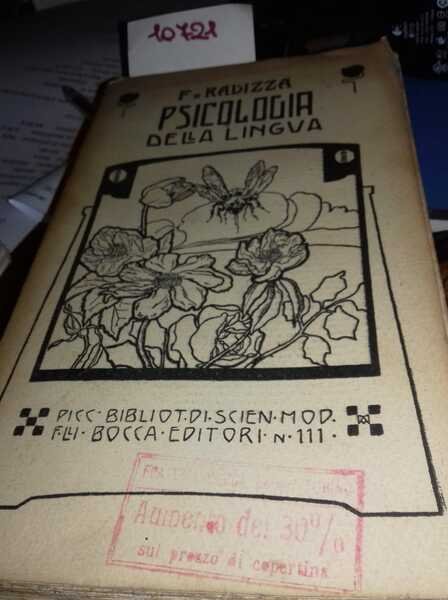 10721
F. RADIZZA
PSICOLOGIA
DELLA LINGVA
PICC. BIBLIOT. DI. SCIEN. MOD.
F.LLI. BOCCA. EDITORI. N. 111.
Aumento del 30%
sul prezzo di copertina